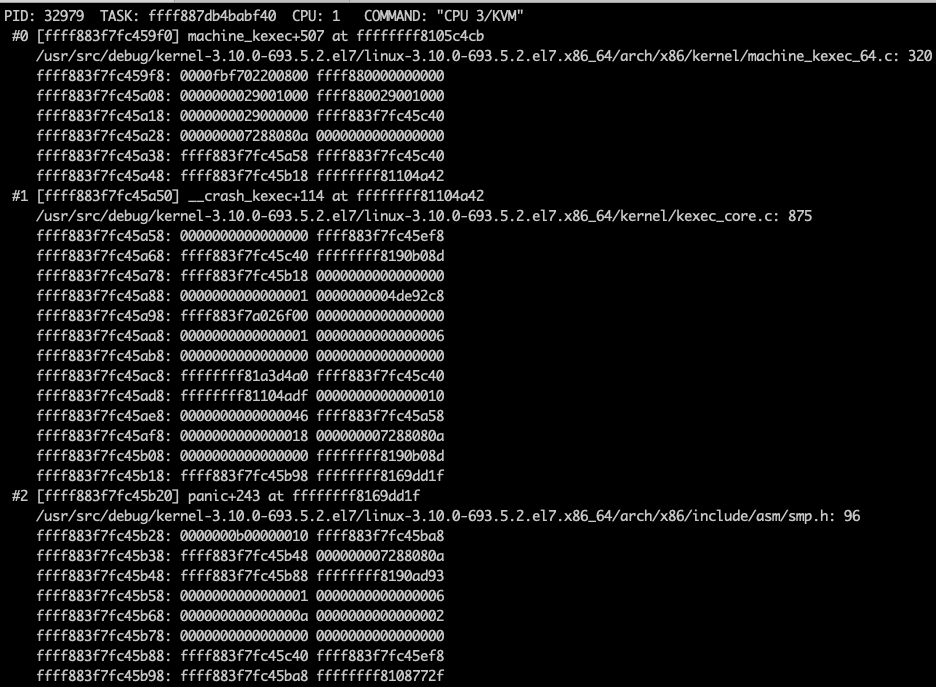 PID: 32979  TASK: ffff887db4babf40  CPU: 1   COMMAND: "CPU 3/KVM"
 #0 [ffff883f7fc459f0] machine_kexec+507 at ffffffff8105c4cb
    /usr/src/debug/kernel-3.10.0-693.5.2.el7/linux-3.10.0-693.5.2.el7.x86_64/arch/x86/kernel/machine_kexec_64.c: 320
    ffff883f7fc459f8: 0000fbf702200800 ffff880000000000
    ffff883f7fc45a08: 0000000029001000 ffff880029001000
    ffff883f7fc45a18: 0000000029000000 ffff883f7fc45c40
    ffff883f7fc45a28: 000000007288080a 0000000000000000
    ffff883f7fc45a38: ffff883f7fc45a58 ffff883f7fc45c40
    ffff883f7fc45a48: ffff883f7fc45b18 ffffffff81104a42
 #1 [ffff883f7fc45a50] __crash_kexec+114 at ffffffff81104a42
    /usr/src/debug/kernel-3.10.0-693.5.2.el7/linux-3.10.0-693.5.2.el7.x86_64/kernel/kexec_core.c: 875
    ffff883f7fc45a58: 0000000000000000 ffff883f7fc45ef8
    ffff883f7fc45a68: ffff883f7fc45c40 ffffffff8190b08d
    ffff883f7fc45a78: ffff883f7fc45b18 0000000000000000
    ffff883f7fc45a88: 0000000000000001 0000000004de92c8
    ffff883f7fc45a98: ffff883f7a026f00 0000000000000000
    ffff883f7fc45aa8: 0000000000000001 0000000000000006
    ffff883f7fc45ab8: 0000000000000000 0000000000000000
    ffff883f7fc45ac8: ffffffff81a3d4a0 ffff883f7fc45c40
    ffff883f7fc45ad8: ffffffff81104adf 0000000000000010
    ffff883f7fc45ae8: 0000000000000046 ffff883f7fc45a58
    ffff883f7fc45af8: 0000000000000018 000000007288080a
    ffff883f7fc45b08: 0000000000000000 ffffffff8190b08d
    ffff883f7fc45b18: ffff883f7fc45b98 ffffffff8169dd1f
 #2 [ffff883f7fc45b20] panic+243 at ffffffff8169dd1f
    /usr/src/debug/kernel-3.10.0-693.5.2.el7/linux-3.10.0-693.5.2.el7.x86_64/arch/x86/include/asm/smp.h: 96
    ffff883f7fc45b28: 0000000b00000010 ffff883f7fc45ba8
    ffff883f7fc45b38: ffff883f7fc45b48 000000007288080a
    ffff883f7fc45b48: ffff883f7fc45b88 ffffffff8190ad93
    ffff883f7fc45b58: 0000000000000001 0000000000000006
    ffff883f7fc45b68: 000000000000000a 0000000000000002
    ffff883f7fc45b78: 0000000000000000 0000000000000000
    ffff883f7fc45b88: ffff883f7fc45c40 ffff883f7fc45ef8
    ffff883f7fc45b98: ffff883f7fc45ba8 ffffffff8108772f